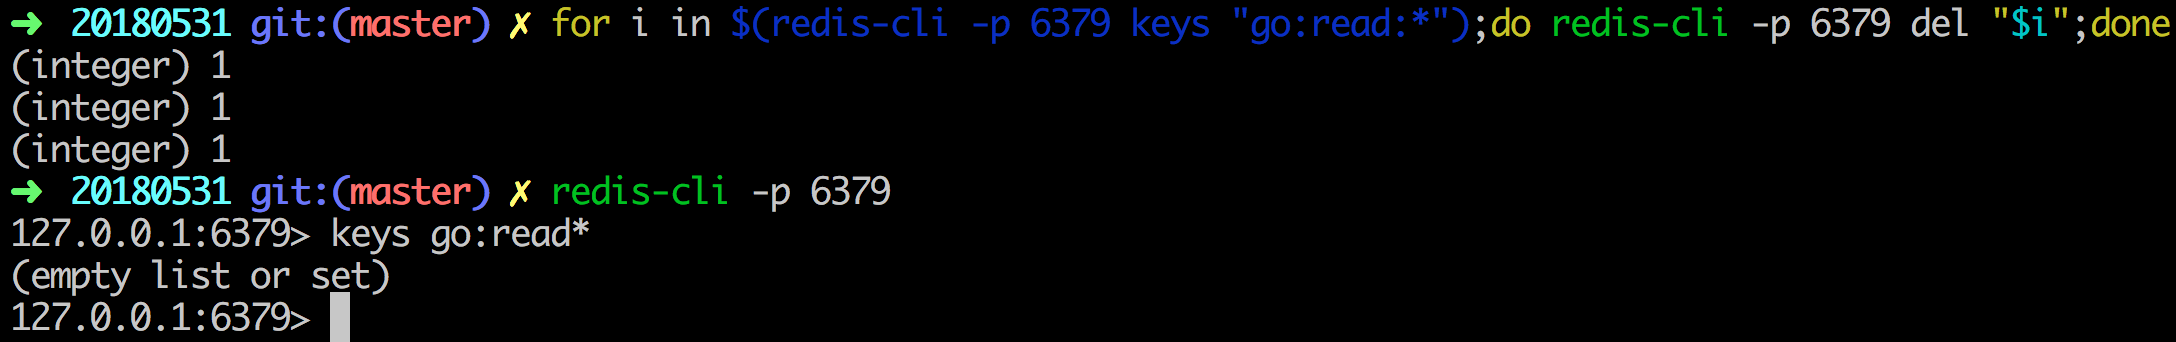 ➜  20180531 git:(master) ✗ for i in $(redis-cli -p 6379 keys "go:read:*");do redis-cli -p 6379 del "$i";done
(integer) 1
(integer) 1
(integer) 1
➜  20180531 git:(master) ✗ redis-cli -p 6379
127.0.0.1:6379> keys go:read*
(empty list or set)
127.0.0.1:6379>